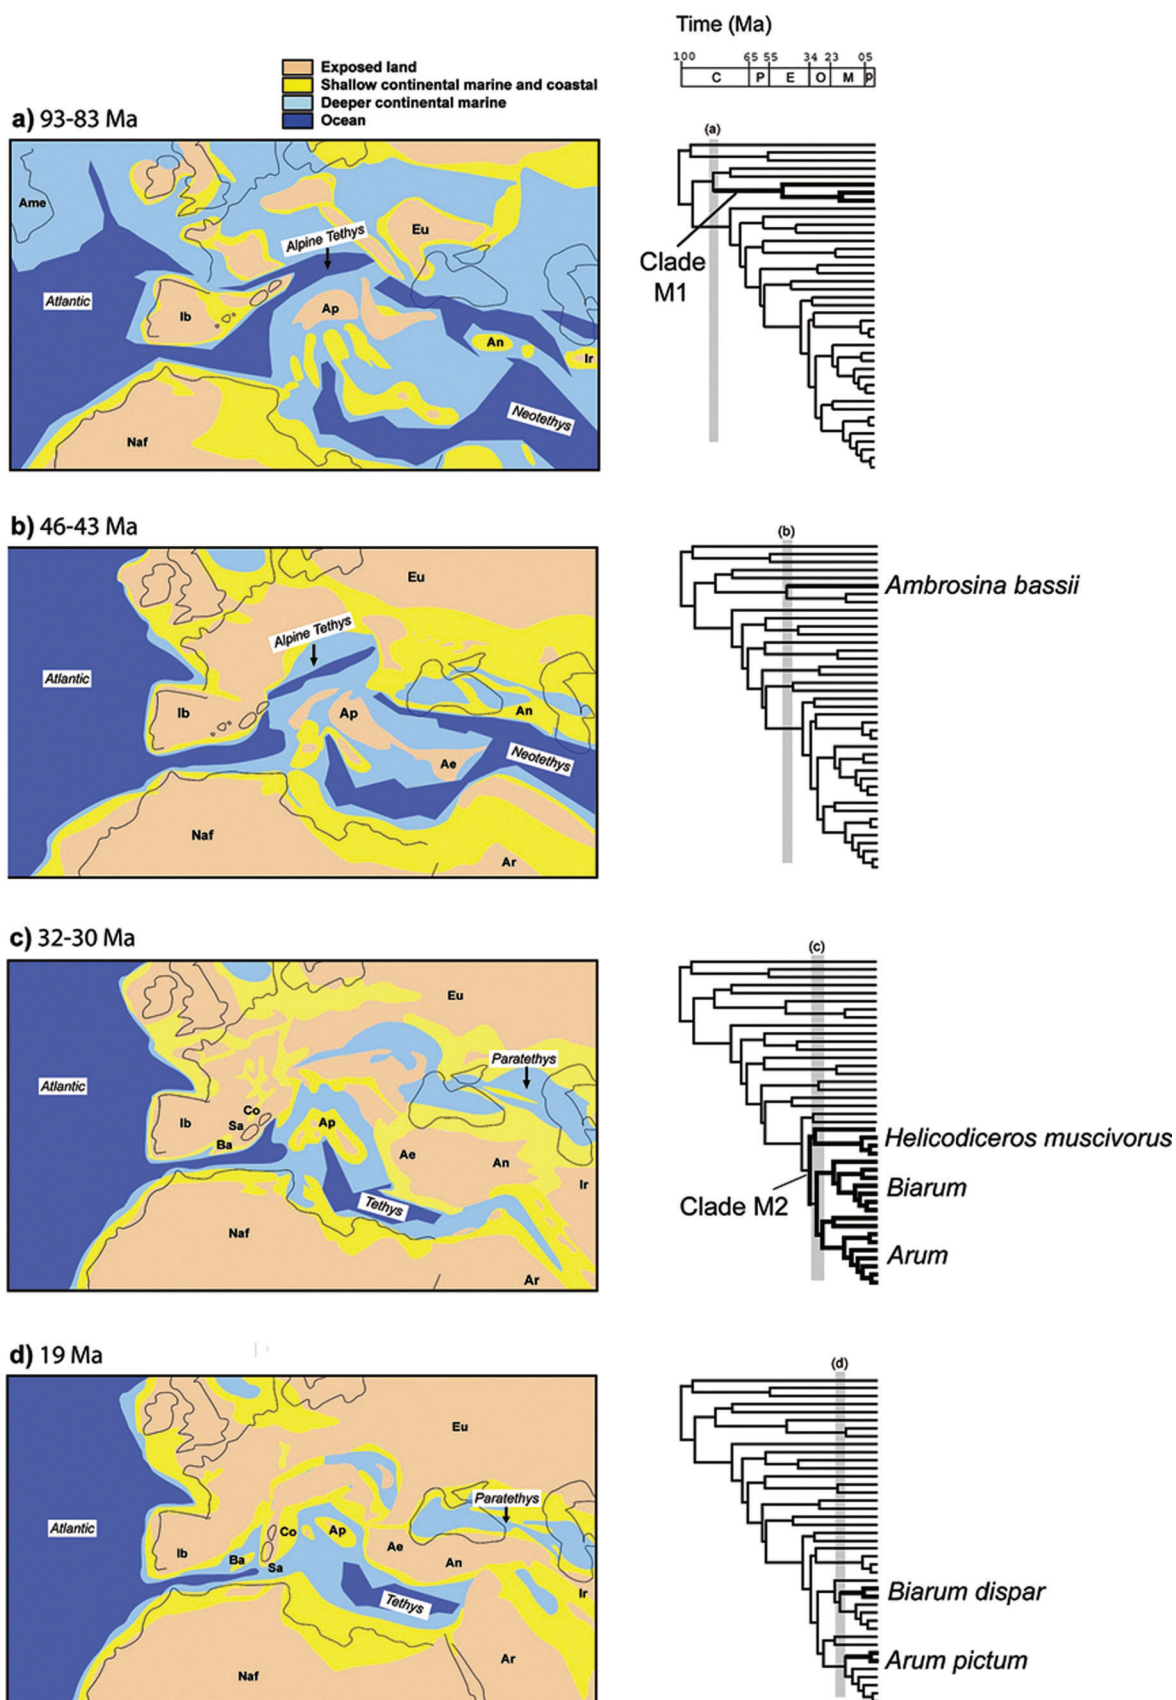 Time (Ma)
100 65 55 34 23 05
C P E O M P
Exposed land
Shallow continental marine and coastal
Deeper continental marine
Ocean
a) 93-83 Ma
Ame
Atlantic
Alpine Tethys
Eu
Ib
Ap
An
Ir
Neotethys
Naf
(a)
Clade
M1
b) 46-43 Ma
Eu
Alpine Tethys
Atlantic
Ib
Ap
An
Ae
Neotethys
Naf
Ar
(b)
Ambrosina bassii
c) 32-30 Ma
Eu
Paratethys
Atlantic
Ib
Co
Sa
Ba
Ap
Ae
An
Ir
Tethys
Naf
Ar
(c)
Helicodiceros muscivorus
Biarum
Clade M2
Arum
d) 19 Ma
Eu
Paratethys
Atlantic
Ib
Ba
Co
Sa
Ap
Ae
An
Ir
Tethys
Naf
Ar
(d)
Biarum dispar
Arum pictum